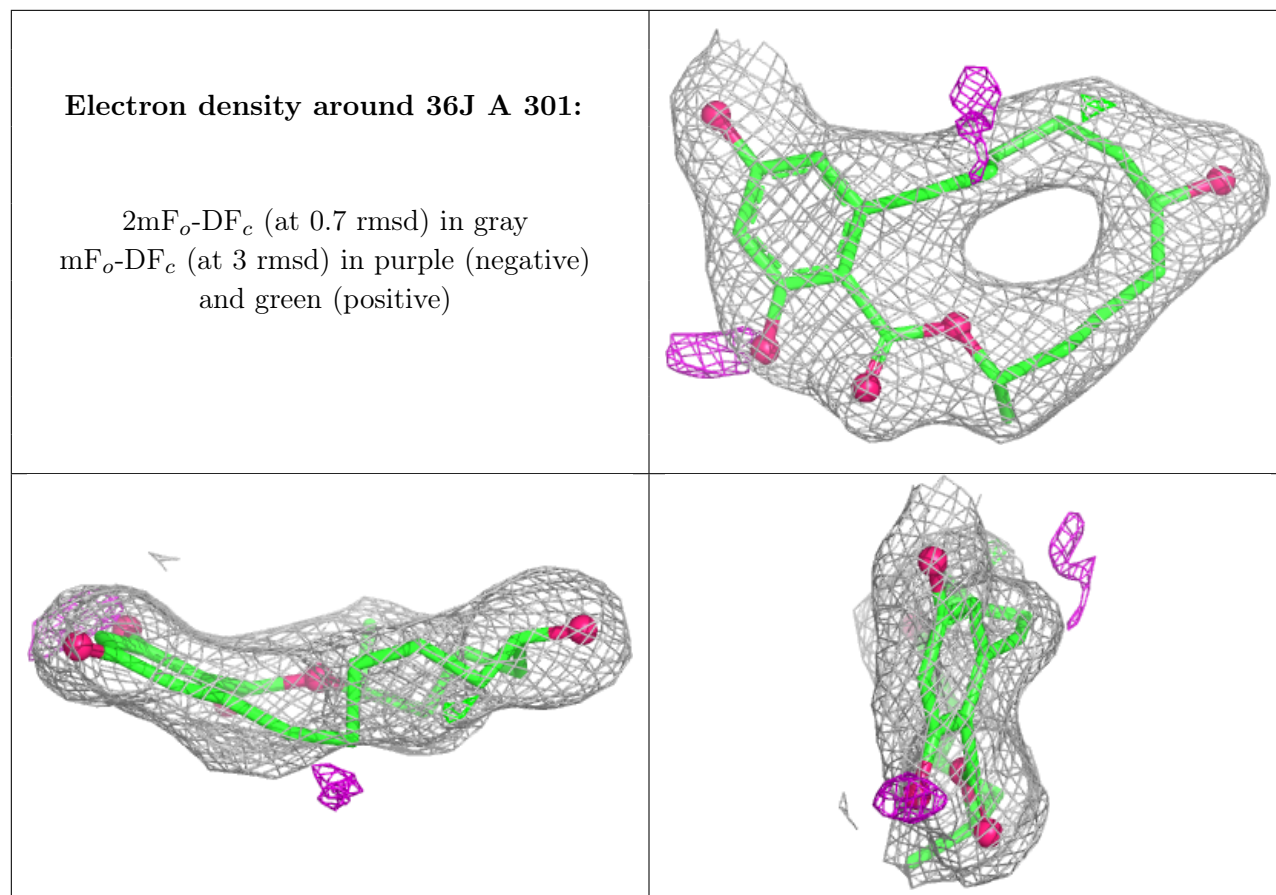 Electron density around 36J A 301:
2mFo-DFc (at 0.7 rmsd) in gray
mFo-DFc (at 3 rmsd) in purple (negative)
and green (positive)